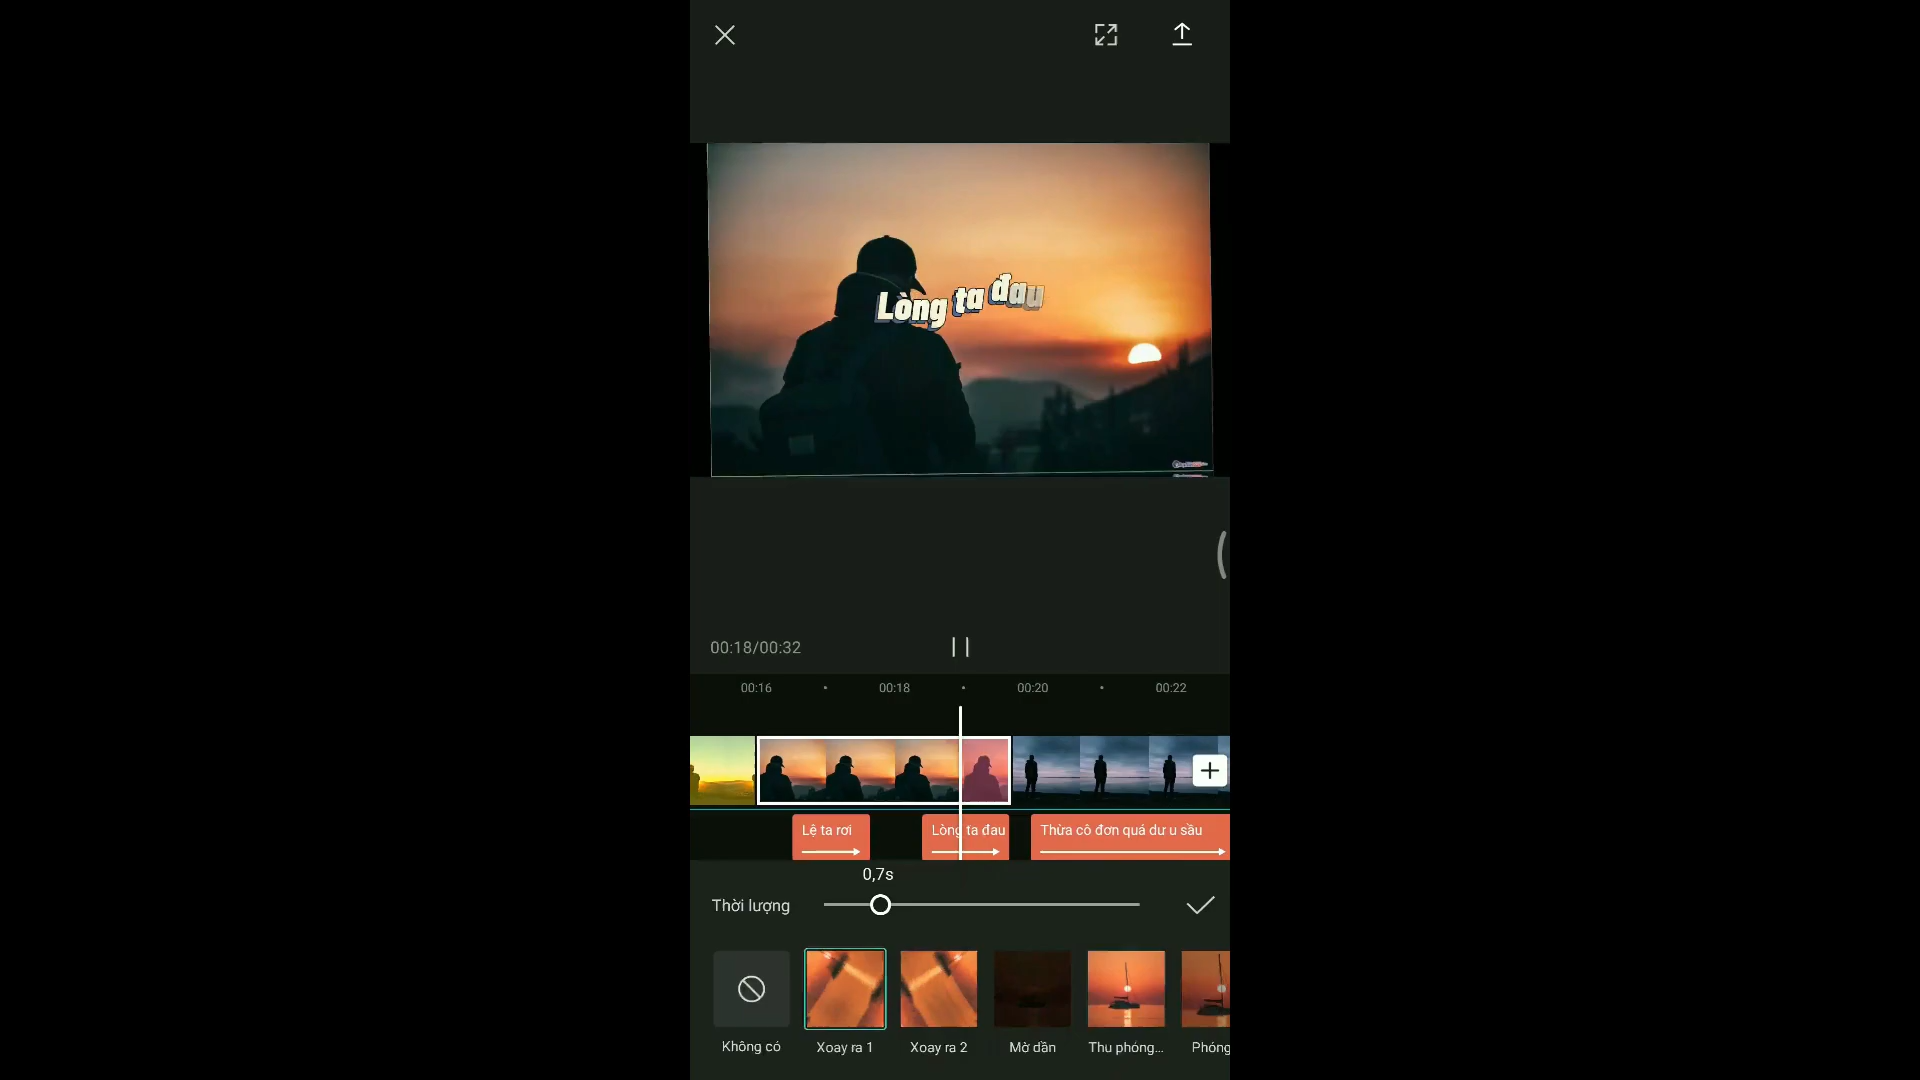 Lòng ta đau
00:18/00:32
00:16
00:18
00:20
00:22
Lệ ta rơi
Lòng ta đau
Thừa cô đơn quá dư u sầu
0,7s
Thời lượng
Không có
Xoay ra 1
Xoay ra 2
Mờ dần
Thu phóng...
Phóng